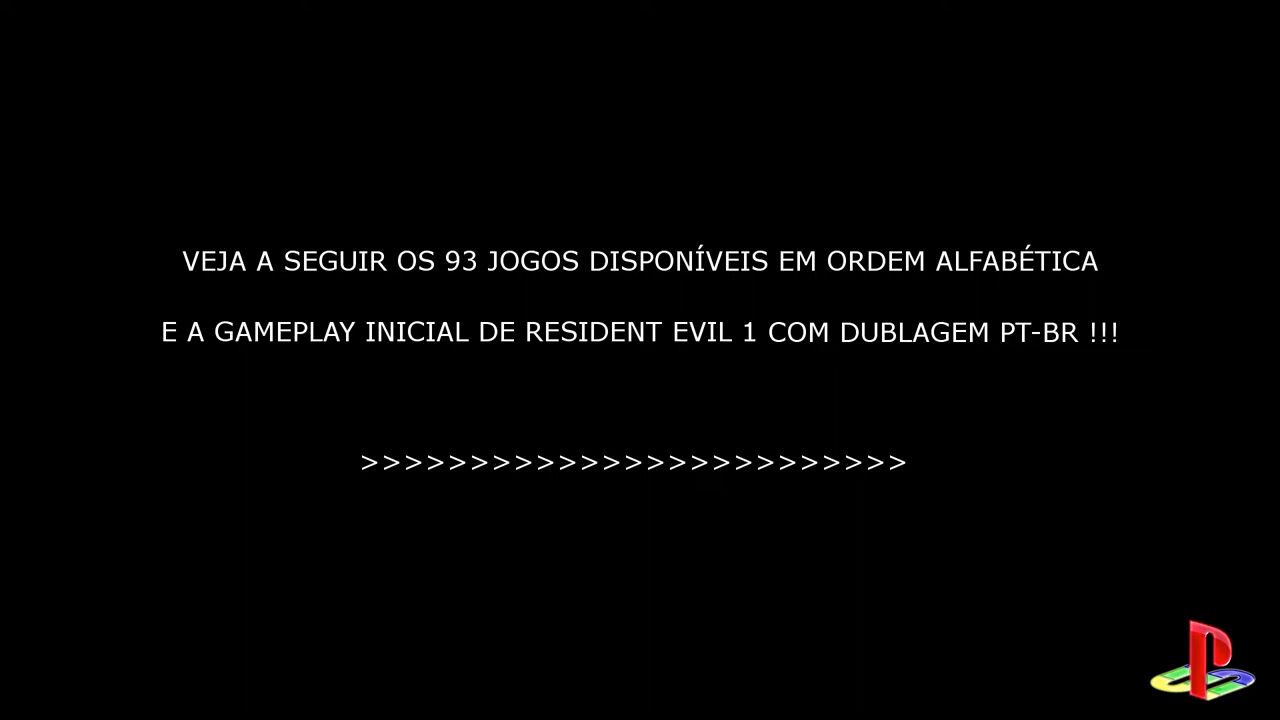 VEJA A SEGUIR OS 93 JOGOS DISPONÍVEIS EM ORDEM ALFABÉTICA
E A GAMEPLAY INICIAL DE RESIDENT EVIL 1 COM DUBLAGEM PT-BR !!!
>>>>>>>>>>>>>>>>>>>>>>>>>